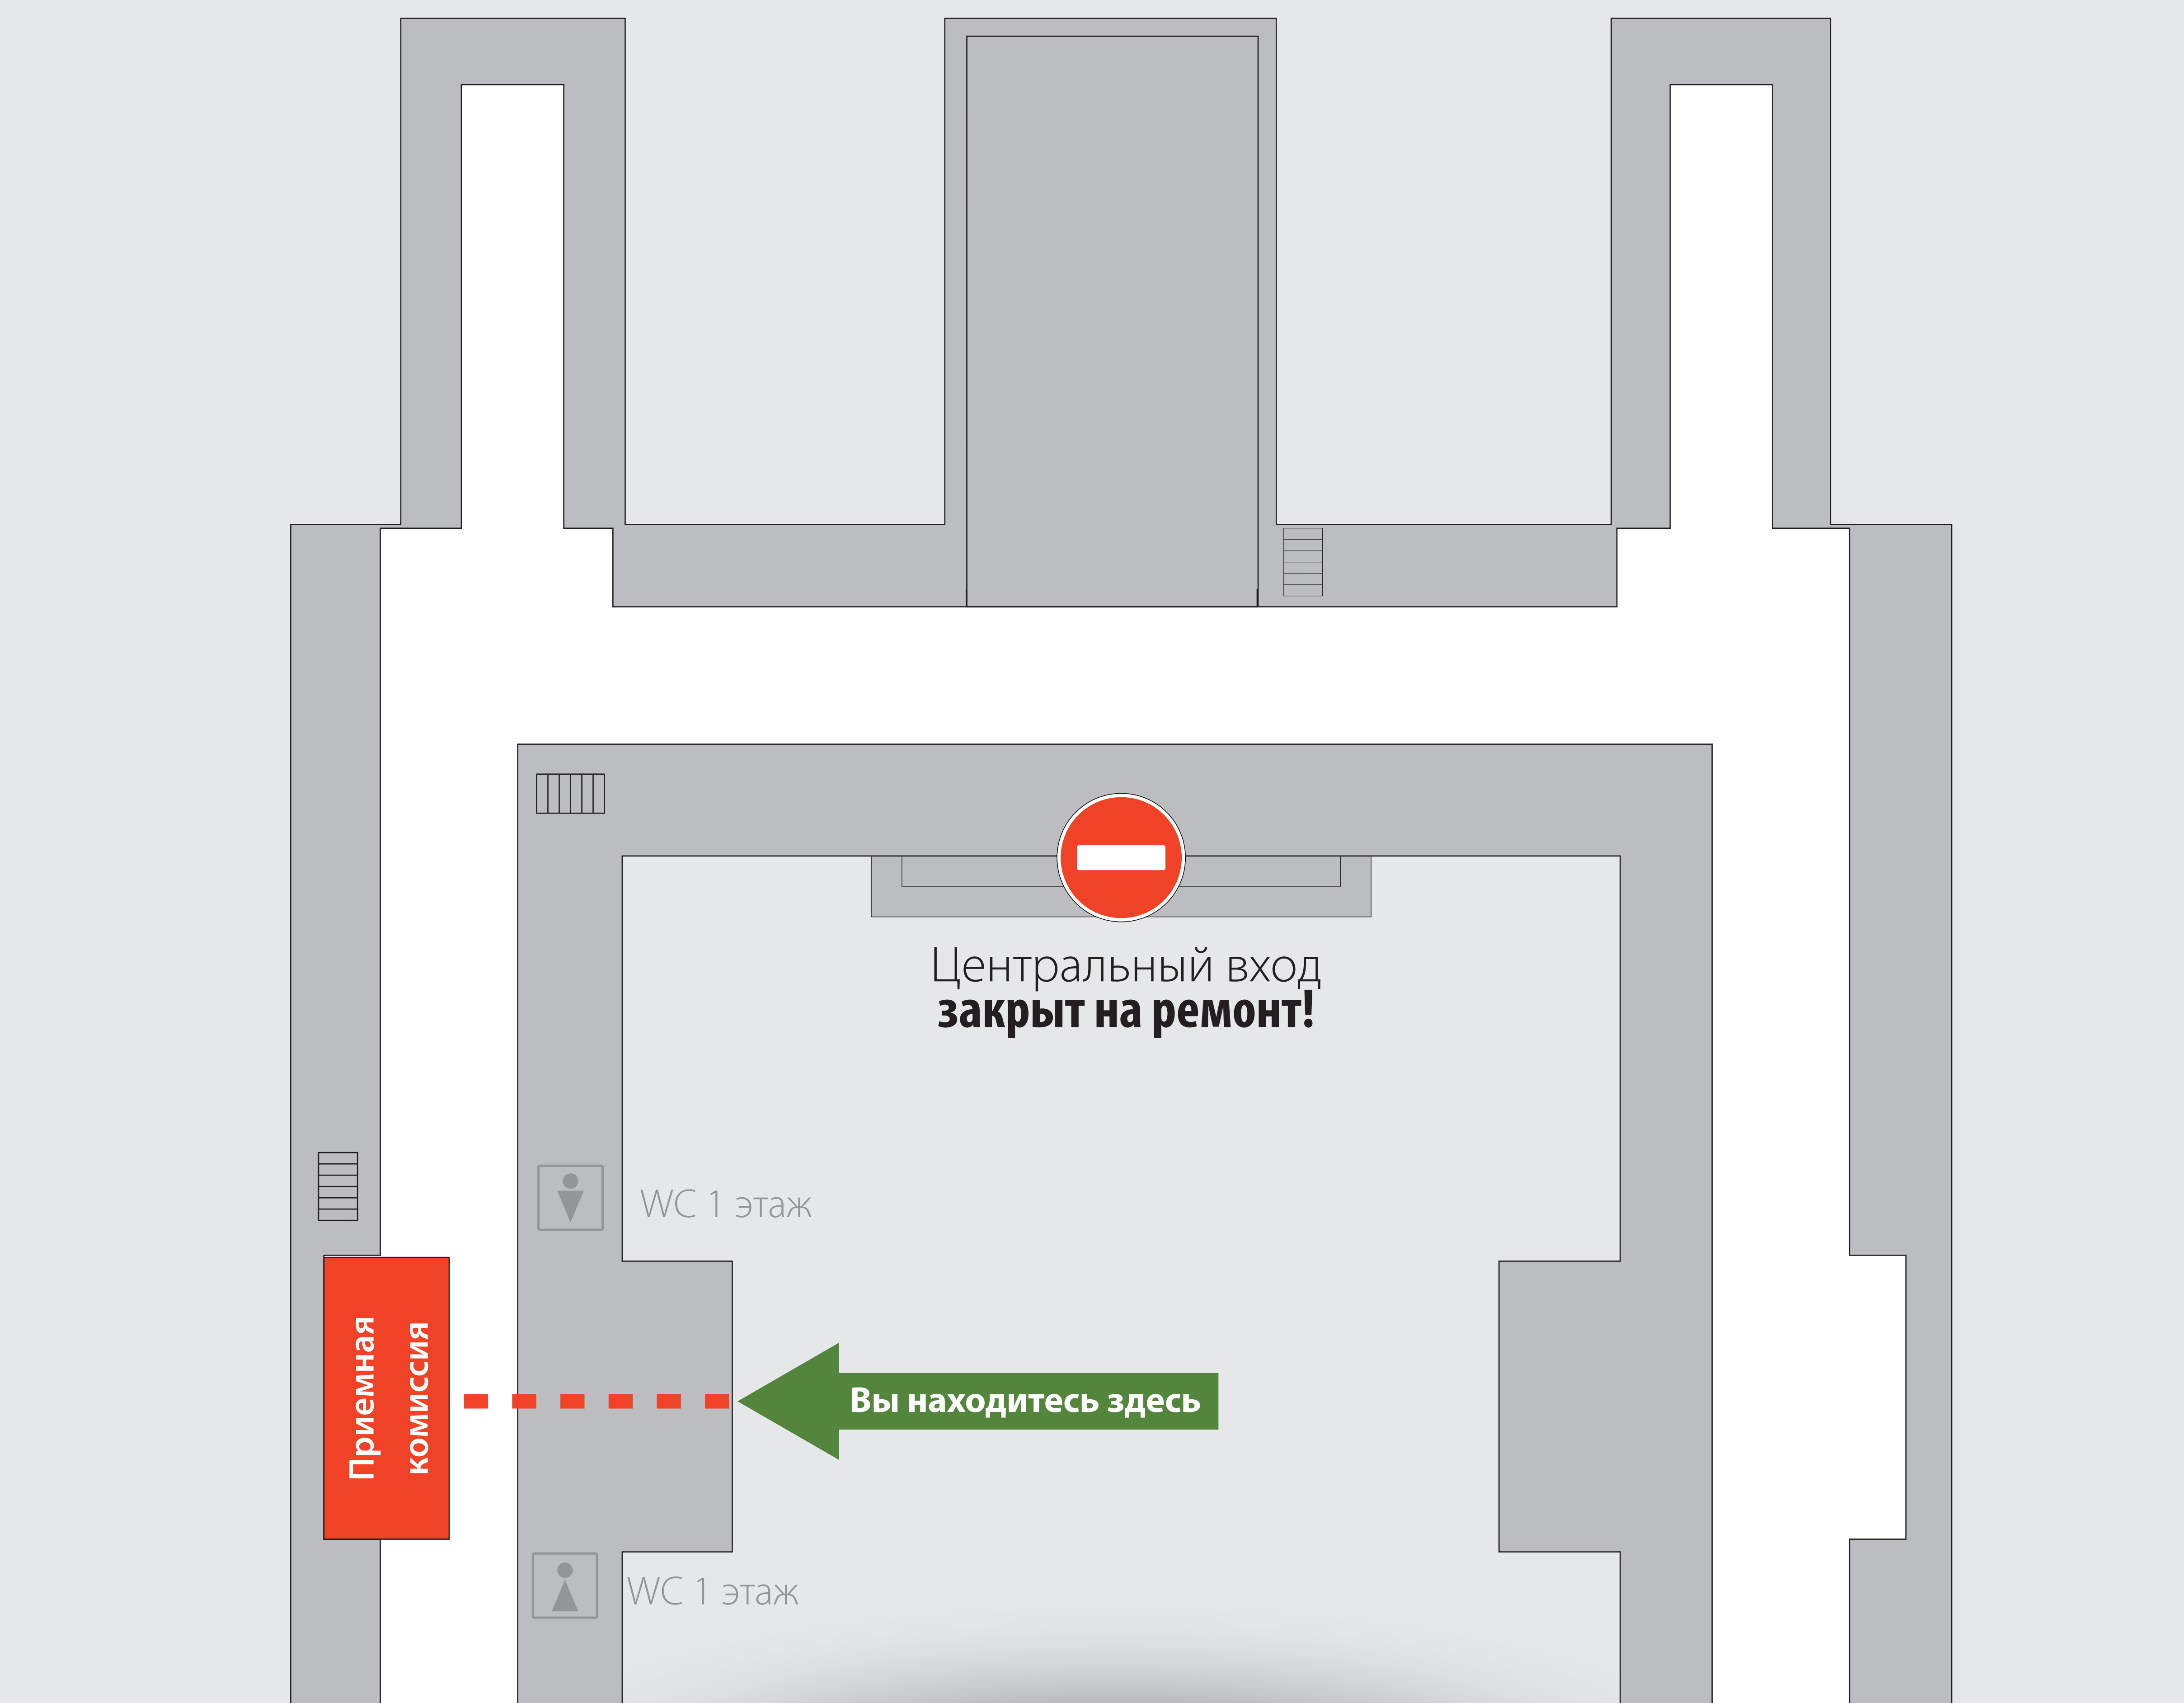 Центральный вход
закрыт на ремонт!
WC 1 этаж
Приемная
комиссия
Вы находитесь здесь
WC 1 этаж